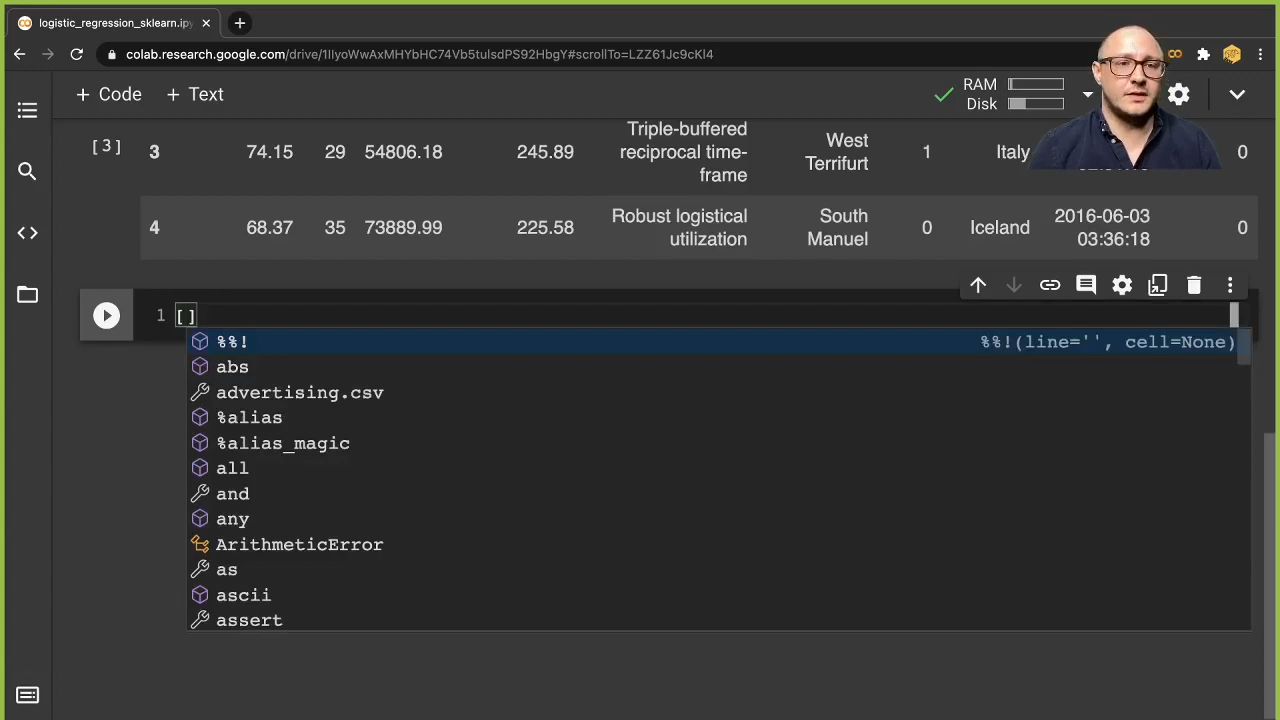 logistic_regression_sklearn.ipy
colab.research.google.com/drive/1IlyoWwAxMHYbHC74Vb5tulsdPS92HbgY#scrollTo=LZZ61Jc9cKl4
+ Code + Text
RAM
Disk
[3] 3 74.15 29 54806.18 245.89 Triple-buffered reciprocal time-frame West Terrifurt 1 Italy 0
4 68.37 35 73889.99 225.58 Robust logistical utilization South Manuel 0 Iceland 2016-06-03 03:36:18 0
1 []
%%! %%!(line='', cell=None)
abs
advertising.csv
%alias
%alias_magic
all
and
any
ArithmeticError
as
ascii
assert